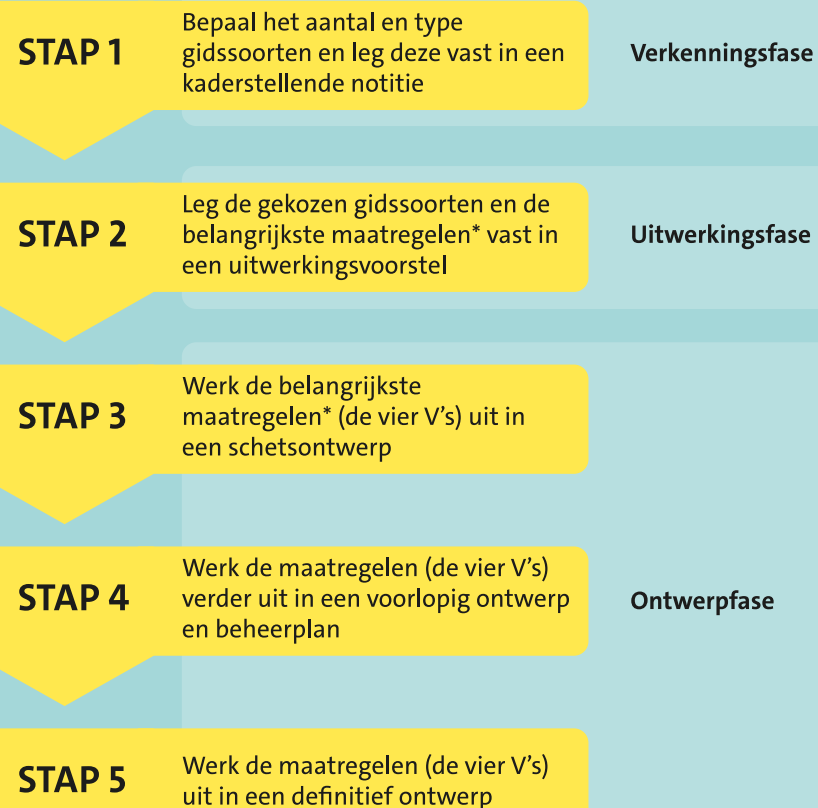 STAP 1
Bepaal het aantal en type
gidssoorten en leg deze vast in een
kaderstellende notitie
Verkenningsfase
STAP 2
Leg de gekozen gidssoorten en de
belangrijkste maatregelen* vast in
een uitwerkingsvoorstel
Uitwerkingsfase
STAP 3
Werk de belangrijkste
maatregelen* (de vier V’s) uit in
een schetsontwerp
STAP 4
Werk de maatregelen (de vier V’s)
verder uit in een voorlopig ontwerp
en beheerplan
Ontwerpfase
STAP 5
Werk de maatregelen (de vier V’s)
uit in een definitief ontwerp